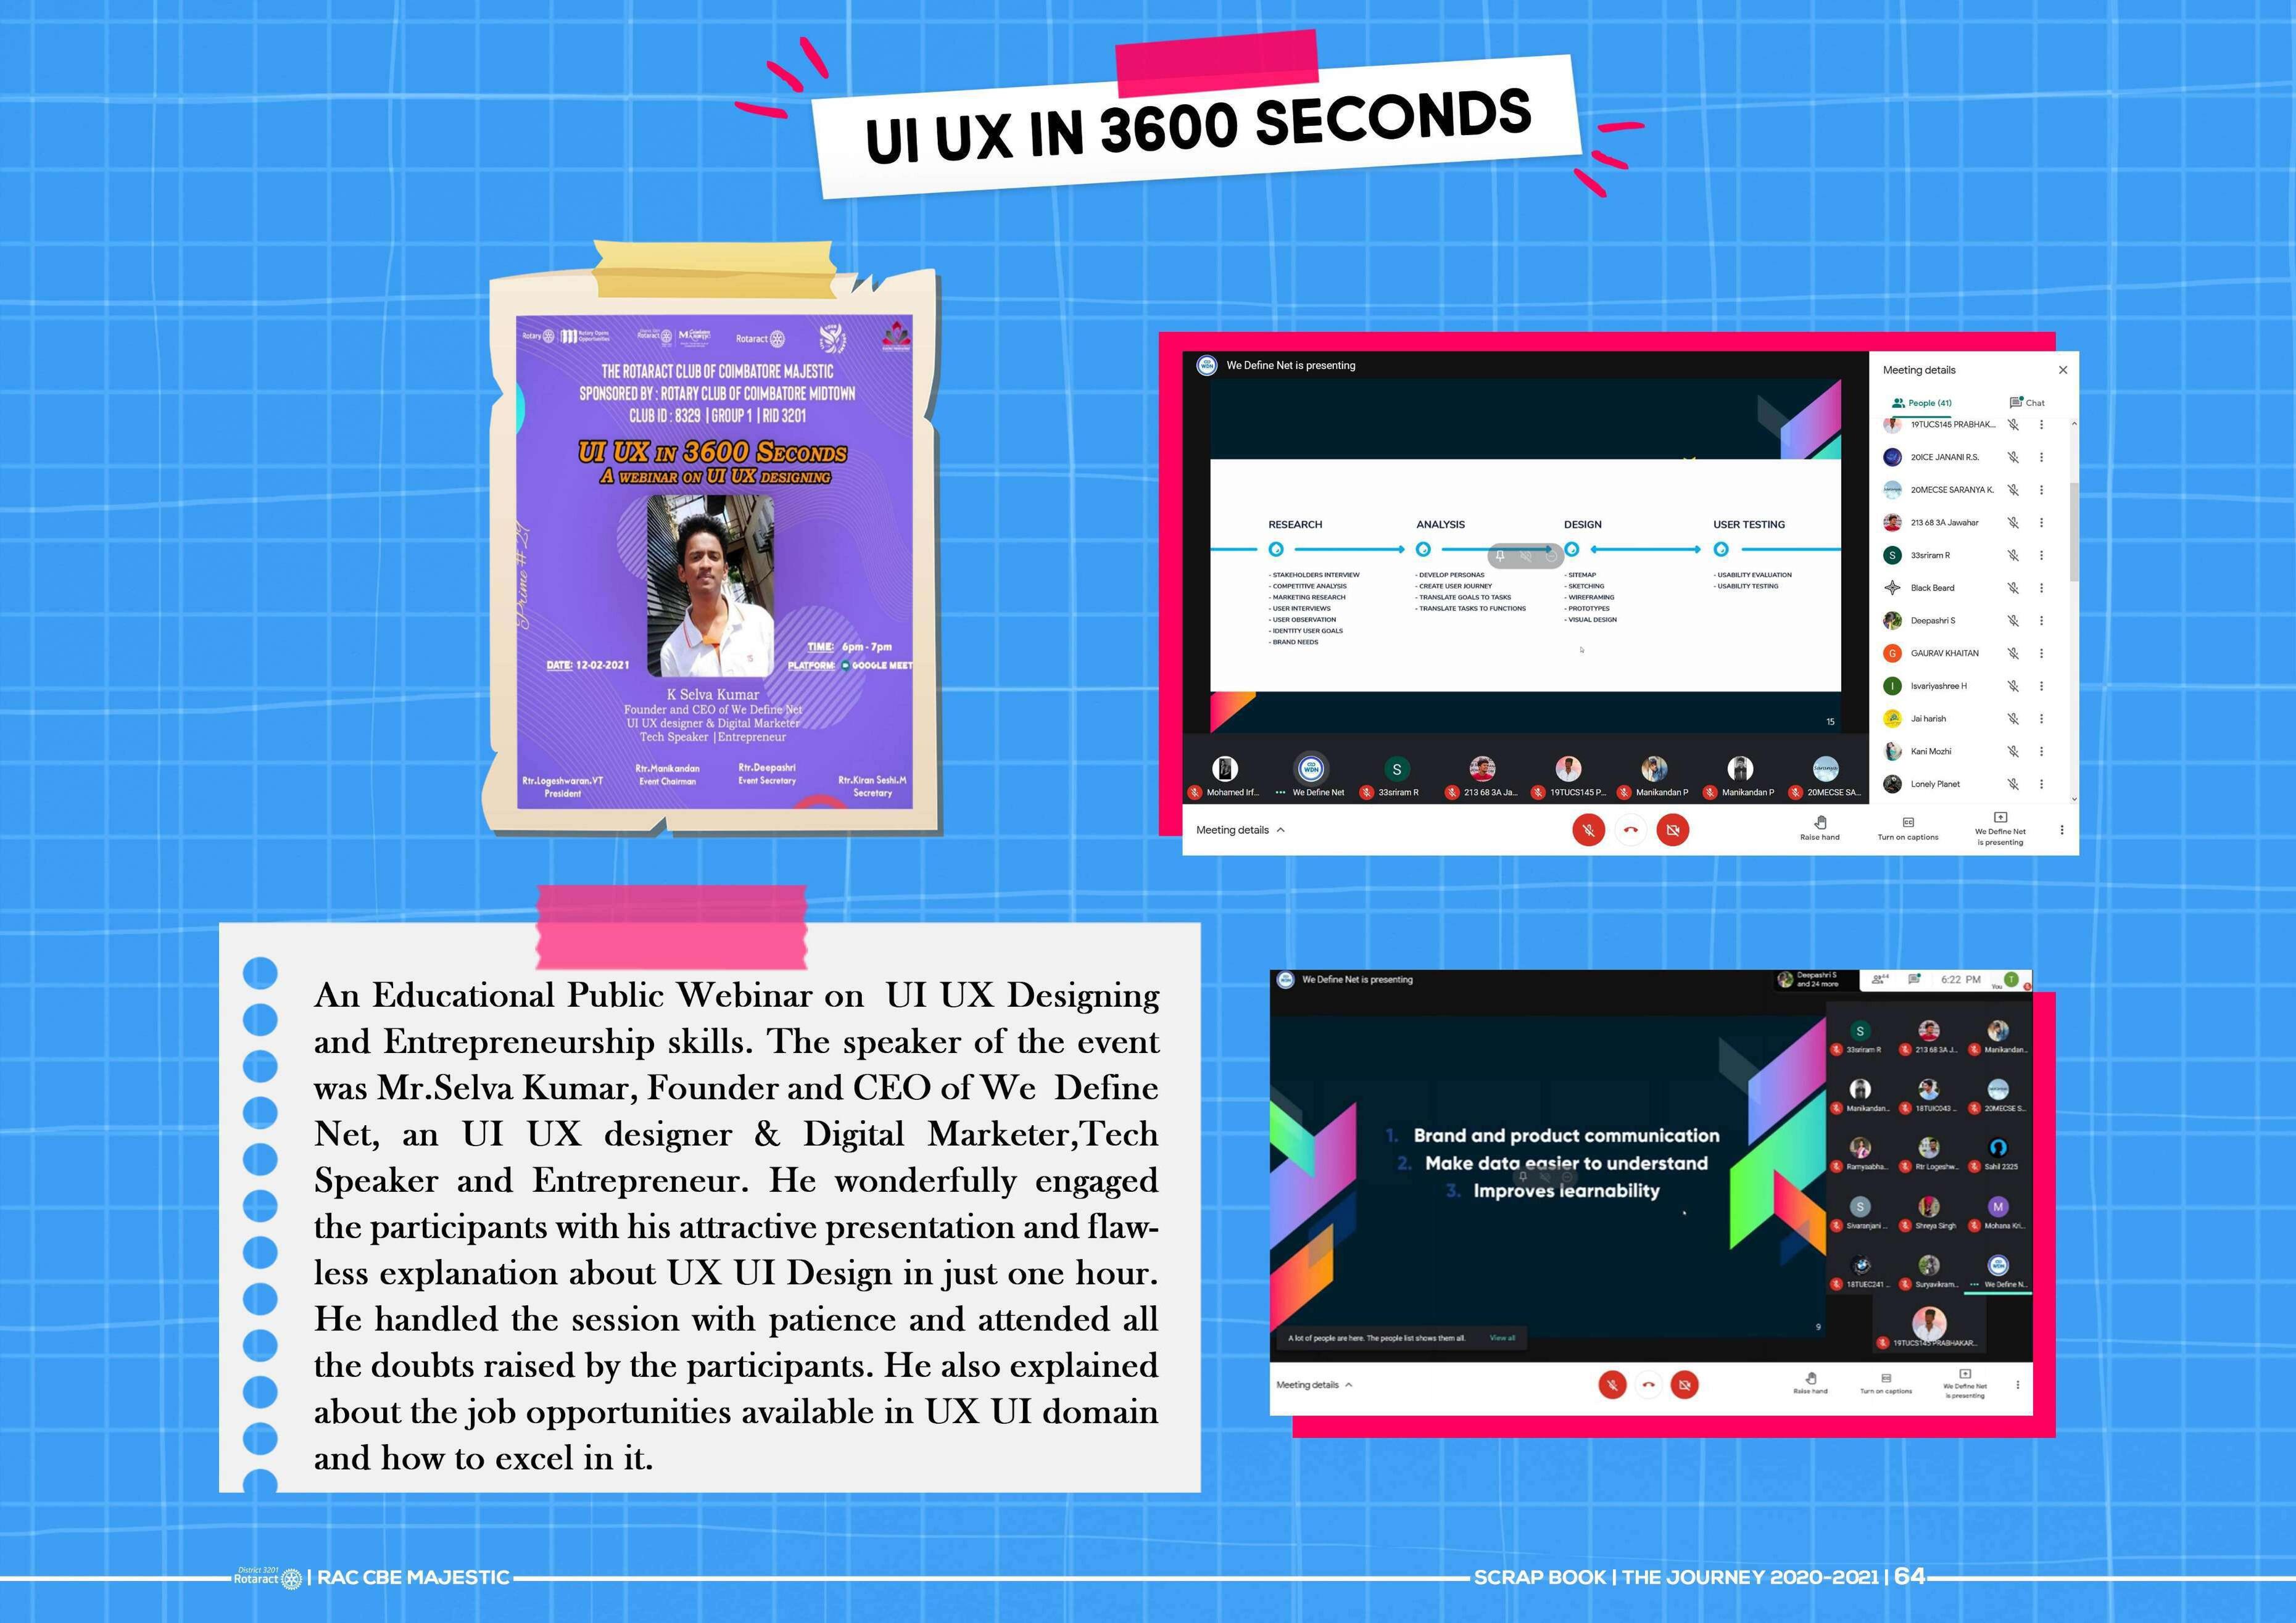 UI UX IN 3600 SECONDS
Rotary
Rotary Opens
Opportunities
Rotaract
Rotaract
THE ROTARACT CLUB OF COIMBATORE MAJESTIC
SPONSORED BY : ROTARY CLUB OF COIMBATORE MIDTOWN
CLUB ID : 8329 | GROUP 1 | RID 3201
UI UX IN 3600 SECONDS
A WEBINAR ON UI UX DESIGNING
TIME: 6pm - 7pm
DATE: 12-02-2021
PLATFORM: GOOGLE MEET
K Selva Kumar
Founder and CEO of We Define Net
UI UX designer & Digital Marketer
Tech Speaker | Entrepreneur
Rtr.Logeshwaran.VT
President
Rtr.Manikandan
Event Chairman
Rtr.Deepashri
Event Secretary
Rtr.Kiran Seshi.M
Secretary
WDN
We Define Net is presenting
RESEARCH
- STAKEHOLDERS INTERVIEW
- COMPETITIVE ANALYSIS
- MARKETING RESEARCH
- USER INTERVIEWS
- USER OBSERVATION
- IDENTITY USER GOALS
- BRAND NEEDS
ANALYSIS
- DEVELOP PERSONAS
- CREATE USER JOURNEY
- TRANSLATE GOALS TO TASKS
- TRANSLATE TASKS TO FUNCTIONS
DESIGN
- SITEMAP
- SKETCHING
- WIREFRAMING
- PROTOTYPES
- VISUAL DESIGN
USER TESTING
- USABILITY EVALUATION
- USABILITY TESTING
15
Meeting details
People (41)
Chat
19TUCS145 PRABHAK...
20ICE JANANI R.S.
20MECSE SARANYA K.
213 68 3A Jawahar
S
33sriram R
Black Beard
Deepashri S
G
GAURAV KHAITAN
I
Isvariyashree H
Jai harish
Kani Mozhi
Lonely Planet
Mohamed Irf...
WDN
We Define Net
S
33sriram R
213 68 3A Ja...
19TUCS145 P...
Manikandan P
Manikandan P
20MECSE SA...
Meeting details
Raise hand
CC
Turn on captions
We Define Net
is presenting
An Educational Public Webinar on UI UX Designing
and Entrepreneurship skills. The speaker of the event
was Mr.Selva Kumar, Founder and CEO of We Define
Net, an UI UX designer & Digital Marketer,Tech
Speaker and Entrepreneur. He wonderfully engaged
the participants with his attractive presentation and flaw-
less explanation about UX UI Design in just one hour.
He handled the session with patience and attended all
the doubts raised by the participants. He also explained
about the job opportunities available in UX UI domain
and how to excel in it.
We Define Net is presenting
Deepashri S
and 24 more
44
6:22 PM
You
T
1. Brand and product communication
2. Make data easier to understand
3. Improves learnability
9
A lot of people are here. The people list shows them all.
View all
S
33sriram R
213 68 3A J...
Manikandan...
Manikandan...
18TUIC043 ...
20MECSE S...
Ramyaabha...
Rtr Logeshw...
Sahil 2325
S
Sivaranjani ...
Shreya Singh
M
Mohana Kri...
18TUEC241 ...
Suryavikram...
We Define N...
19TUCS145 PRABHAKAR...
Meeting details
Raise hand
Turn on captions
We Define Net
is presenting
District 3201
Rotaract | RAC CBE MAJESTIC
SCRAP BOOK | THE JOURNEY 2020-2021 | 64